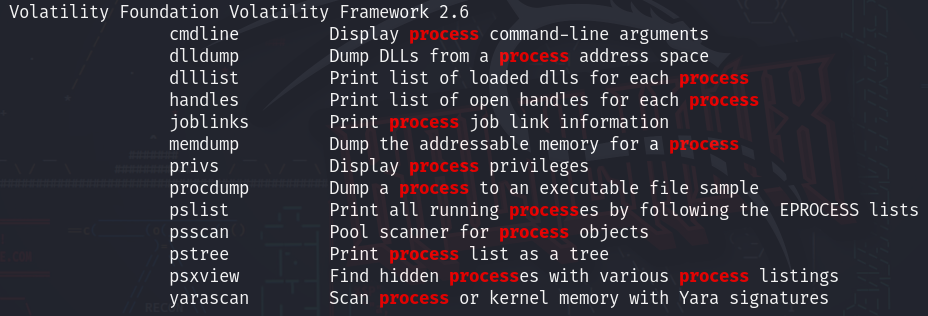 Volatility Foundation Volatility Framework 2.6
cmdline Display process command-line arguments
dlldump Dump DLLs from a process address space
dlllist Print list of loaded dlls for each process
handles Print list of open handles for each process
joblinks Print process job link information
memdump Dump the addressable memory for a process
privs Display process privileges
procdump Dump a process to an executable file sample
pslist Print all running processes by following the EPROCESS lists
psscan Pool scanner for process objects
pstree Print process list as a tree
psxview Find hidden processes with various process listings
yarascan Scan process or kernel memory with Yara signatures